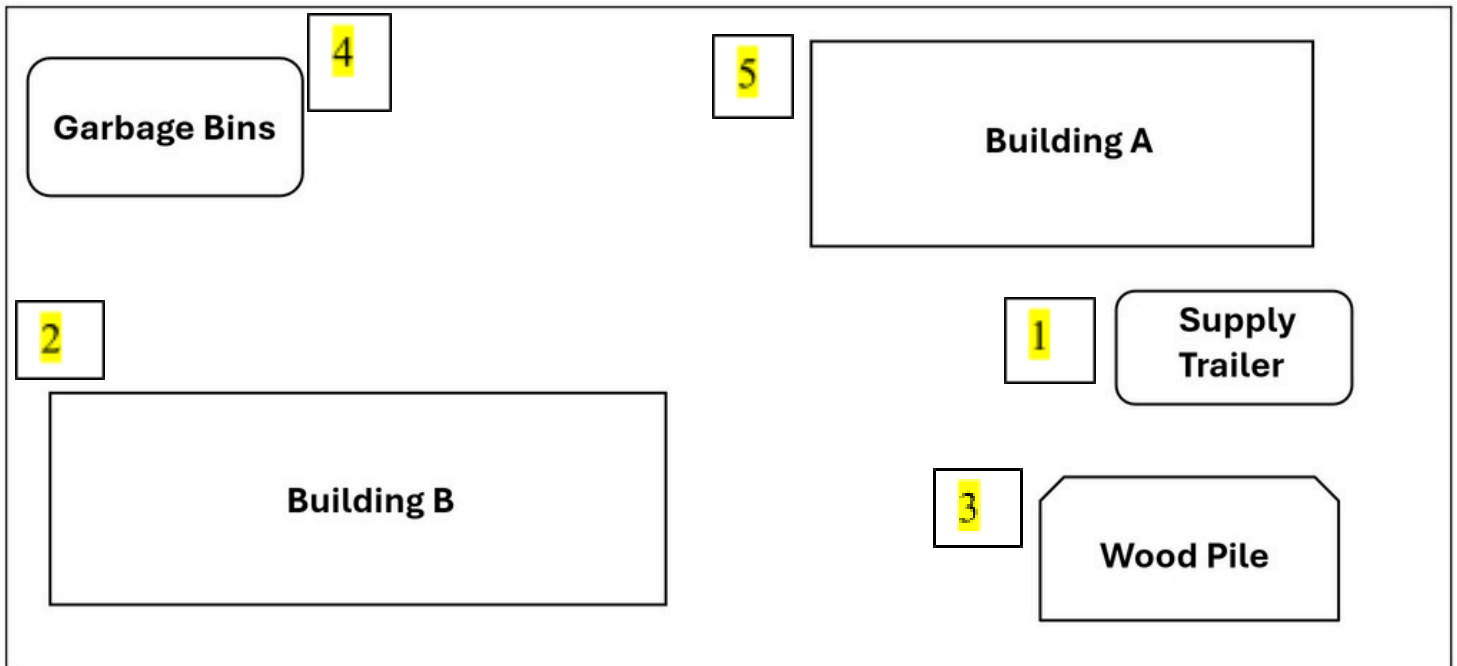 4
5
Garbage Bins
Building A
2
1
Supply
Trailer
Building B
3
Wood Pile